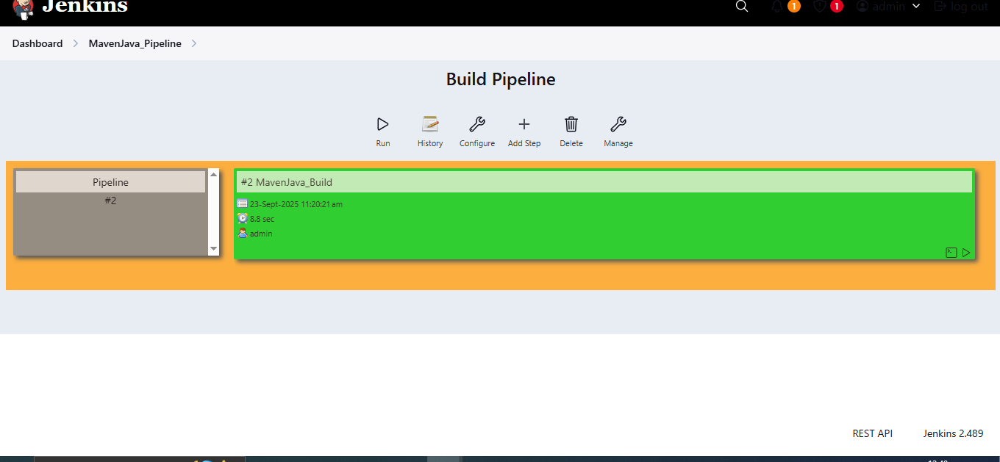 Jenkins
1 1 admin log out
Dashboard MavenJava_Pipeline
Build Pipeline
Run History Configure Add Step Delete Manage
Pipeline
#2
#2 MavenJava_Build
23-Sept-2025 11:20:21 am
8.8 sec
admin
REST API Jenkins 2.489